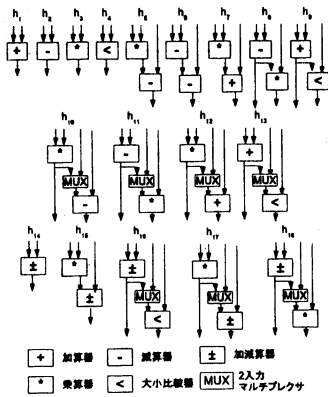 h1 h2 h3 h4 h5 h6 h7 h8 h9
+ - * < * - * - +
- - + * <
h10 h11 h12 h13
* - * +
MUX MUX MUX MUX
- * + <
h14 h15 h16 h17 h18
± * ± * ±
± MUX MUX MUX
< ± *
+ 加算器 - 減算器 ± 加減算器
* 乗算器 < 大小比較器 MUX 2入力
マルチプレクサ